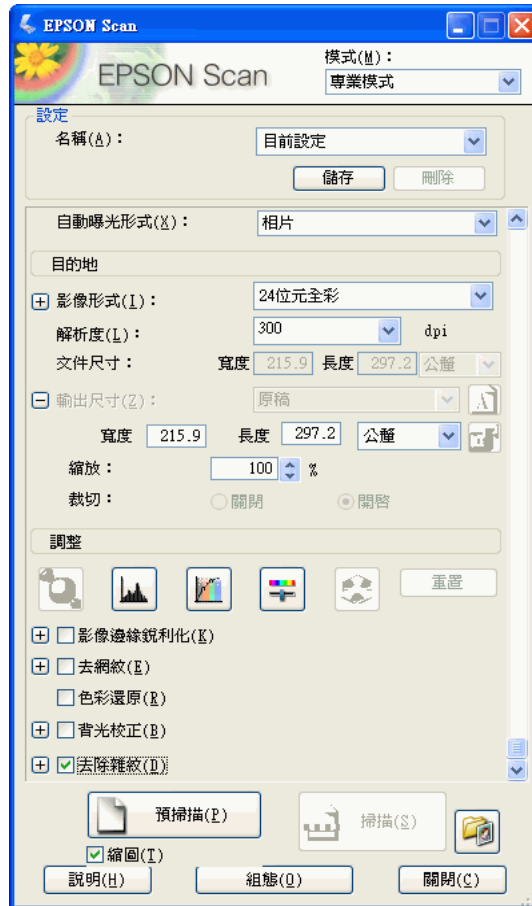 EPSON Scan
EPSON Scan
模式(M)：
專業模式
設定
名稱(A)：
目前設定
儲存
刪除
自動曝光形式(X)：
相片
目的地
影像形式(I)：
24位元全彩
解析度(L)：
300
dpi
文件尺寸：
寬度 215.9 長度 297.2 公釐
輸出尺寸(Z)：
原稿
寬度 215.9 長度 297.2 公釐
縮放：
100 %
裁切：
關閉
開啓
調整
重置
影像邊緣銳利化(K)
去網紋(E)
色彩還原(R)
背光校正(B)
去除雜紋(D)
預掃描(P)
掃描(S)
縮圖(T)
說明(H)
組態(O)
關閉(C)